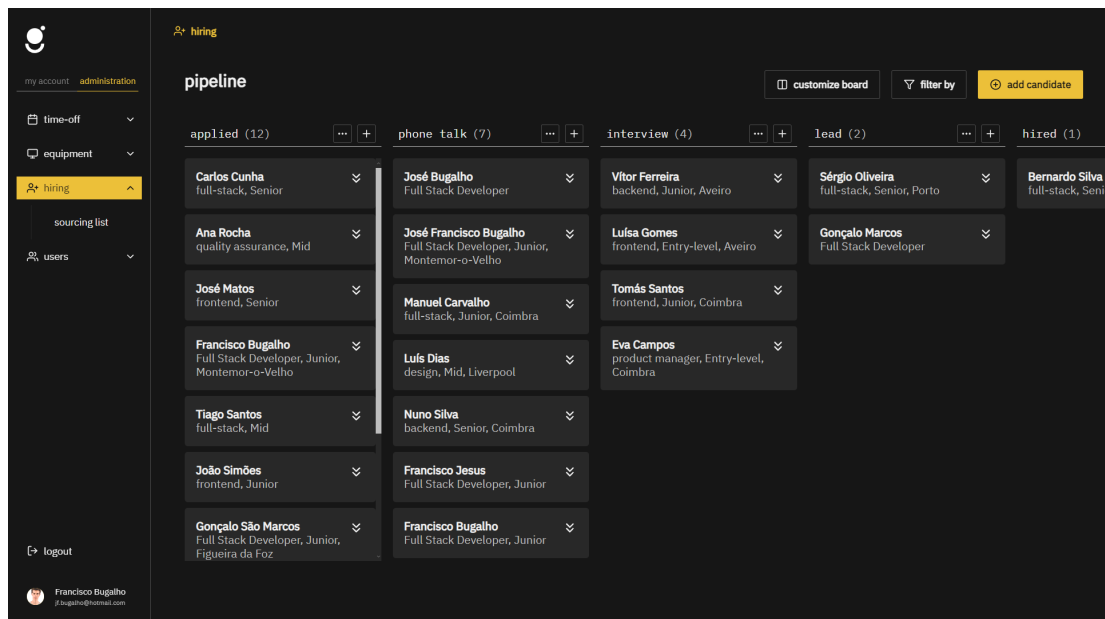 hiring
my account administration
time-off
equipment
hiring
sourcing list
users
logout
Francisco Bugalho
jf.bugalho@hotmail.com
pipeline
customize board
filter by
add candidate
applied (12)
Carlos Cunha
full-stack, Senior
Ana Rocha
quality assurance, Mid
José Matos
frontend, Senior
Francisco Bugalho
Full Stack Developer, Junior,
Montemor-o-Velho
Tiago Santos
full-stack, Mid
João Simões
frontend, Junior
Gonçalo São Marcos
Full Stack Developer, Junior,
Figueira da Foz
phone talk (7)
José Bugalho
Full Stack Developer
José Francisco Bugalho
Full Stack Developer, Junior,
Montemor-o-Velho
Manuel Carvalho
full-stack, Junior, Coimbra
Luís Dias
design, Mid, Liverpool
Nuno Silva
backend, Senior, Coimbra
Francisco Jesus
Full Stack Developer, Junior
Francisco Bugalho
Full Stack Developer, Junior
interview (4)
Vítor Ferreira
backend, Junior, Aveiro
Luísa Gomes
frontend, Entry-level, Aveiro
Tomás Santos
frontend, Junior, Coimbra
Eva Campos
product manager, Entry-level,
Coimbra
lead (2)
Sérgio Oliveira
full-stack, Senior, Porto
Gonçalo Marcos
Full Stack Developer
hired (1)
Bernardo Silva
full-stack, Seni